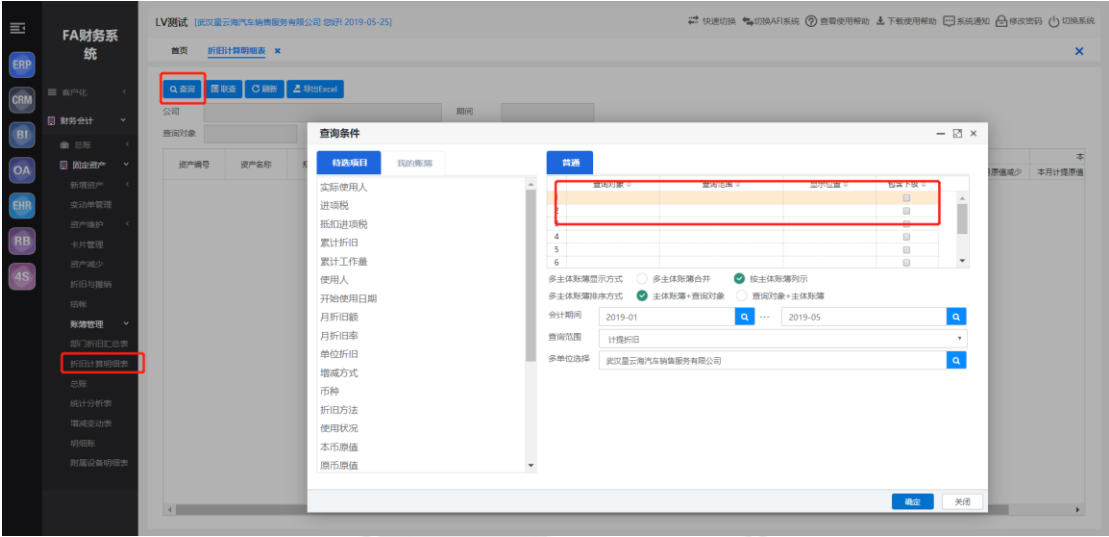 LV测试 [武汉星云海汽车销售服务有限公司 您好! 2019-05-25]
快速切换 切换AFI系统 查看使用帮助 下载使用帮助 系统通知 修改密码 切换系统
FA财务系统
首页 折旧计算明细表 ×
ERP
CRM
BI
OA
EHR
RB
4S
客户化
财务会计
总账
固定资产
新增资产
变动单管理
资产维护
卡片管理
资产减少
折旧与摊销
结帐
账簿管理
部门折旧汇总表
折旧计算明细表
总账
统计分析表
增减变动表
明细账
附属设备明细表
查询 联查 刷新 导出Excel
公司 期间
查询对象
资产编号 资产名称
本
原值减少 本月计提原值
查询条件
待选项目 我的账簿
实际使用人
进项税
抵扣进项税
累计折旧
累计工作量
使用人
开始使用日期
月折旧额
月折旧率
单位折旧
增减方式
币种
折旧方法
使用状况
本币原值
原币原值
普通
查询对象 查询范围 显示位置 包含下级
1
2
3
4
5
6
多主体账簿显示方式 多主体账簿合并 按主体账簿列示
多主体账簿排序方式 主体账簿+查询对象 查询对象+主体账簿
会计期间 2019-01 ... 2019-05
查询范围 计提折旧
多单位选择 武汉星云海汽车销售服务有限公司
确定 关闭